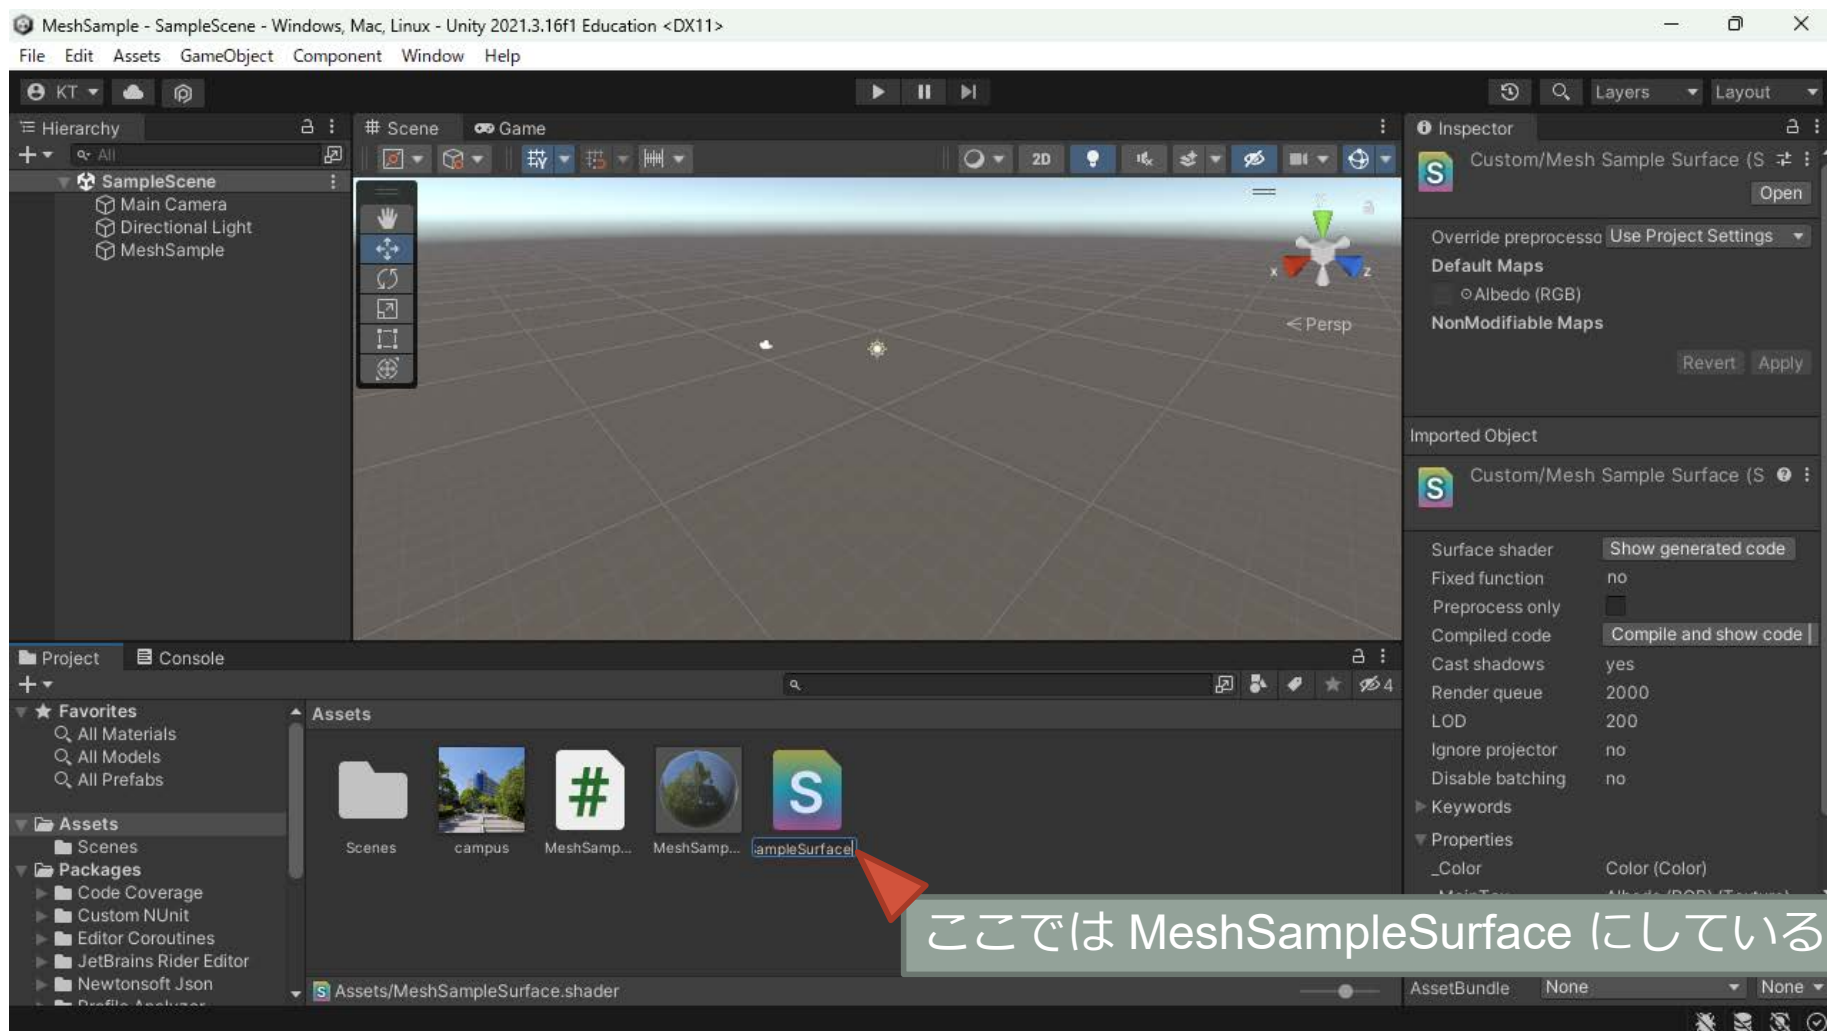 MeshSample - SampleScene - Windows, Mac, Linux - Unity 2021.3.16f1 Education <DX11>
File Edit Assets GameObject Component Window Help
KT
Layers Layout
Hierarchy
All
SampleScene
Main Camera
Directional Light
MeshSample
Scene Game
2D
Persp
x
z
Inspector
Custom/Mesh Sample Surface (S
Open
Override preprocesso Use Project Settings
Default Maps
Albedo (RGB)
NonModifiable Maps
Revert Apply
Imported Object
Custom/Mesh Sample Surface (S
Surface shader Show generated code
Fixed function no
Preprocess only
Compiled code Compile and show code
Cast shadows yes
Render queue 2000
LOD 200
Ignore projector no
Disable batching no
Keywords
Properties
_Color Color (Color)
Project Console
4
Favorites
All Materials
All Models
All Prefabs
Assets
Scenes
Packages
Code Coverage
Custom NUnit
Editor Coroutines
JetBrains Rider Editor
Newtonsoft Json
Assets
Scenes
campus
MeshSamp...
MeshSamp...
ampleSurface
Assets/MeshSampleSurface.shader
ここでは MeshSampleSurface にしている
AssetBundle None None